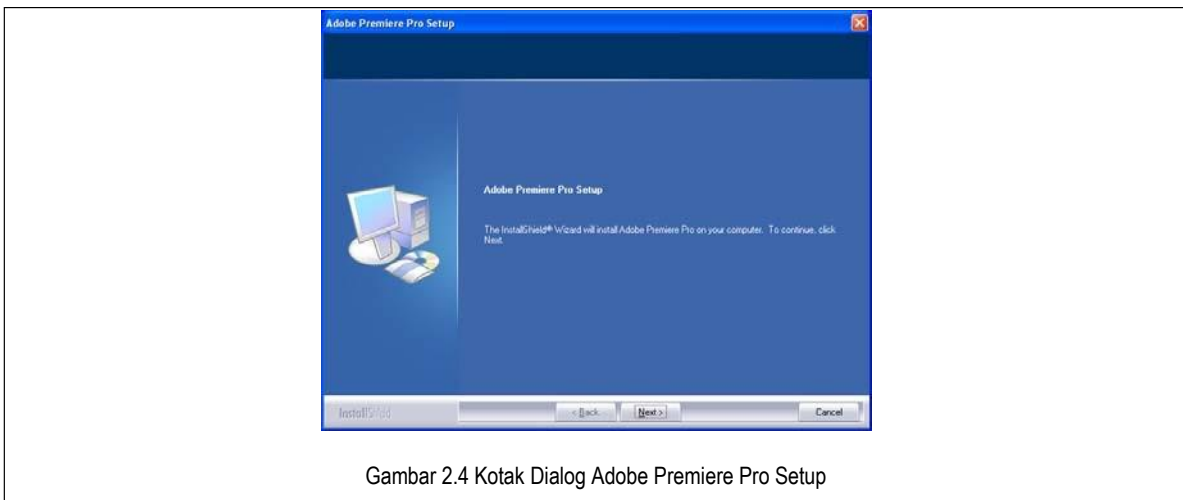 Adobe Premiere Pro Setup
Adobe Premiere Pro Setup
The InstallShield® Wizard will install Adobe Premiere Pro on your computer. To continue, click
Next.
InstallShield
< Back
Next >
Cancel
Gambar 2.4 Kotak Dialog Adobe Premiere Pro Setup